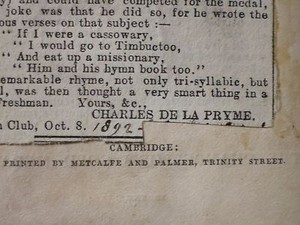 ) and could have competed for the medal,
joke was that he did so, for he wrote the
ous verses on that subject :—
"If I were a cassowary,
"I would go to Timbuctoo,
"And eat up a missionary,
"Him and his hymn book too."
emarkable rhyme, not only tri-syllabic, but
l, was then thought a very smart thing in a
reshman. Yours, &c.,
CHARLES DE LA PRYME.
n Club, Oct. 8. 1892
CAMBRIDGE:
PRINTED BY METCALFE AND PALMER, TRINITY STREET.